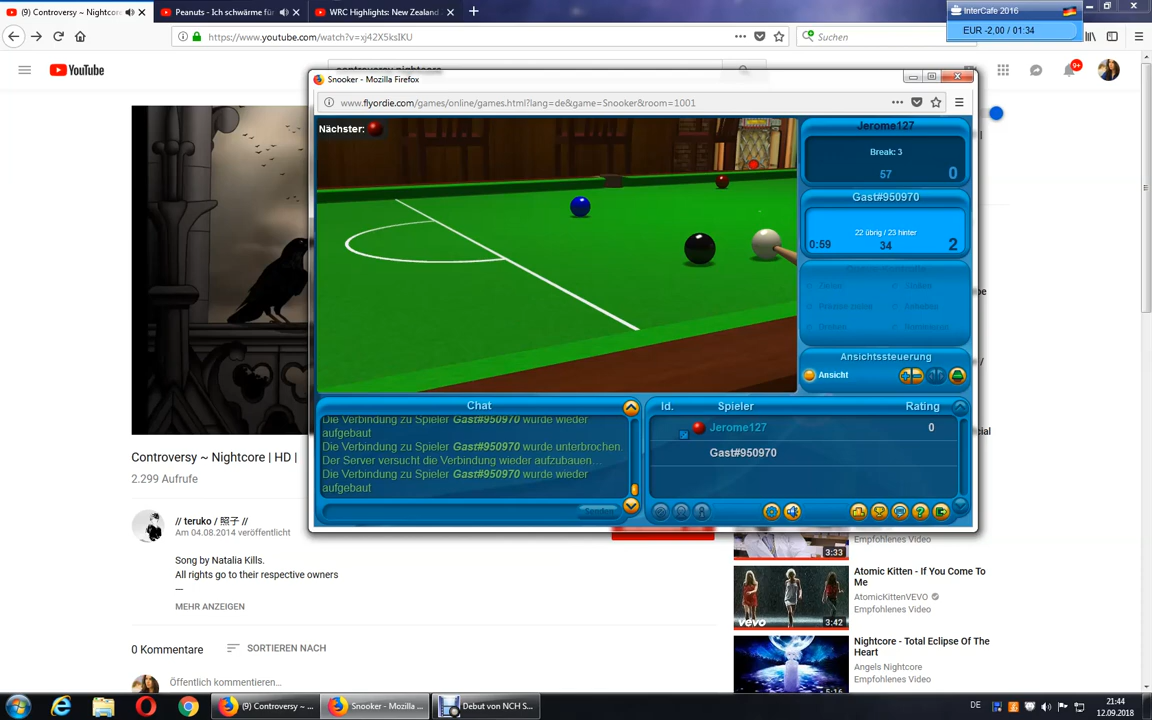 (9) Controversy ~ Nightcore
Peanuts - Ich schwärme für
WRC Highlights: New Zealand
InterCafe 2016
EUR -2,00 / 01:34
https://www.youtube.com/watch?v=xj42X5ksIKU
Suchen
YouTube
controversy nightcore
9+
Snooker - Mozilla Firefox
www.flyordie.com/games/online/games.html?lang=de&game=Snooker&room=1001
Nächster:
Jerome127
Break: 3
57 0
Gast#950970
22 übrig / 23 hinter
0:59 34 2
Ansichtssteuerung
Ansicht
Chat
Die Verbindung zu Spieler Gast#950970 wurde wieder
aufgebaut
Die Verbindung zu Spieler Gast#950970 wurde unterbrochen.
Der Server versucht die Verbindung wieder aufzubauen...
Die Verbindung zu Spieler Gast#950970 wurde wieder
aufgebaut
Id. Spieler Rating
Jerome127 0
Gast#950970
Controversy ~ Nightcore | HD |
2.299 Aufrufe
// teruko / 照子 //
Am 04.08.2014 veröffentlicht
Song by Natalia Kills.
All rights go to their respective owners
---
MEHR ANZEIGEN
0 Kommentare
SORTIEREN NACH
Öffentlich kommentieren...
3:33
Empfohlenes Video
vevo
3:42
Atomic Kitten - If You Come To
Me
AtomicKittenVEVO
Empfohlenes Video
5:16
Nightcore - Total Eclipse Of The
Heart
Angels Nightcore
Empfohlenes Video
(9) Controversy ~ ...
Snooker - Mozilla ...
Debut von NCH S...
DE
21:44
12.09.2018